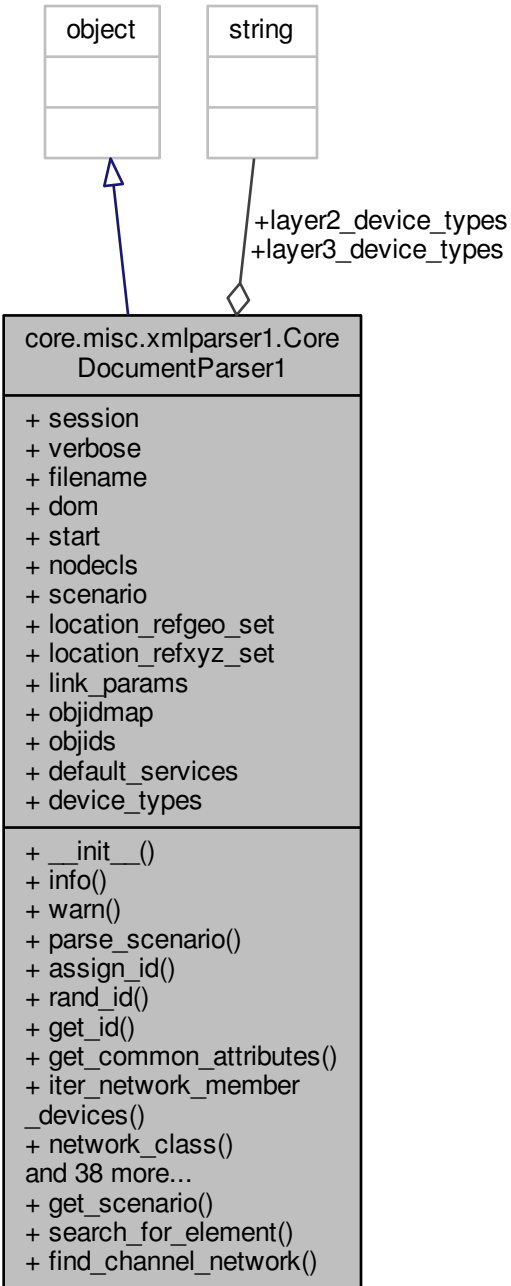 object
string
+layer2_device_types
+layer3_device_types
core.misc.xmlparser1.Core
DocumentParser1
+ session
+ verbose
+ filename
+ dom
+ start
+ nodecls
+ scenario
+ location_refgeo_set
+ location_refxyz_set
+ link_params
+ objidmap
+ objids
+ default_services
+ device_types
+ __init__()
+ info()
+ warn()
+ parse_scenario()
+ assign_id()
+ rand_id()
+ get_id()
+ get_common_attributes()
+ iter_network_member
_devices()
+ network_class()
and 38 more...
+ get_scenario()
+ search_for_element()
+ find_channel_network()